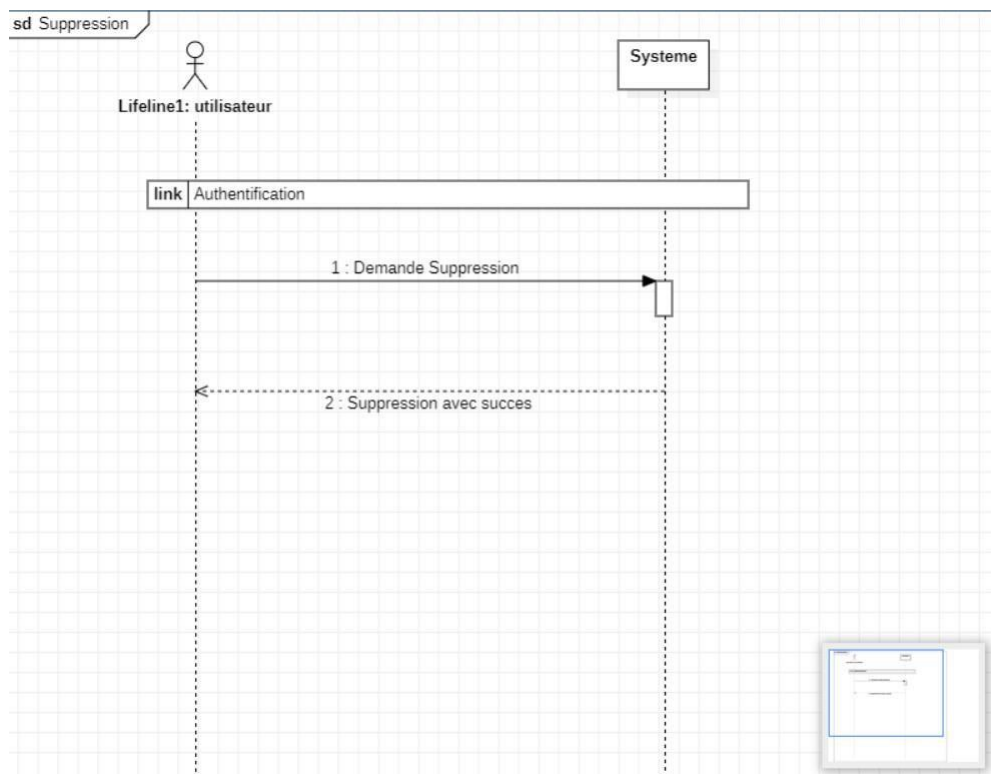 sd Suppression
Systeme
Lifeline1: utilisateur
link Authentification
1 : Demande Suppression
2 : Suppression avec succes